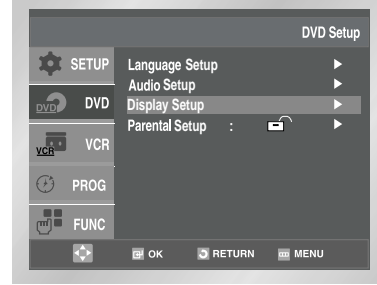 DVD Setup
SETUP
DVD
DVD
VCR
VCR
PROG
FUNC
Language Setup
Audio Setup
Display Setup
Parental Setup :
OK RETURN MENU